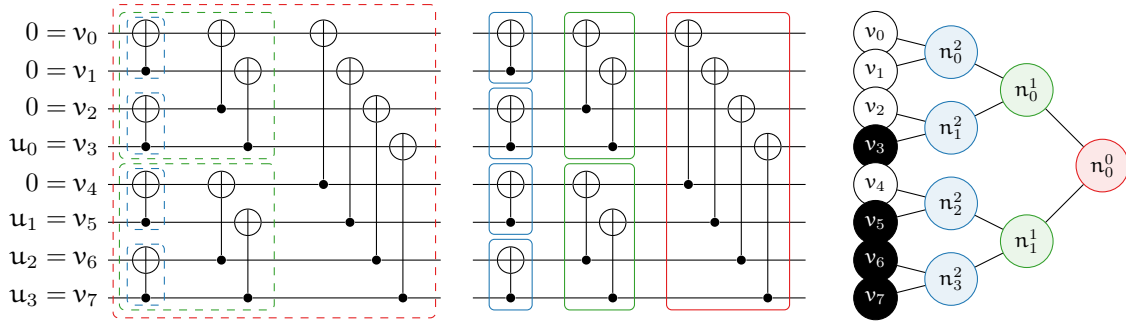 0 = v₀
0 = v₁
0 = v₂
u₀ = v₃
0 = v₄
u₁ = v₅
u₂ = v₆
u₃ = v₇
v₀
v₁
v₂
v₃
v₄
v₅
v₆
v₇
n₀²
n₁²
n₂²
n₃²
n₀¹
n₁¹
n₀⁰